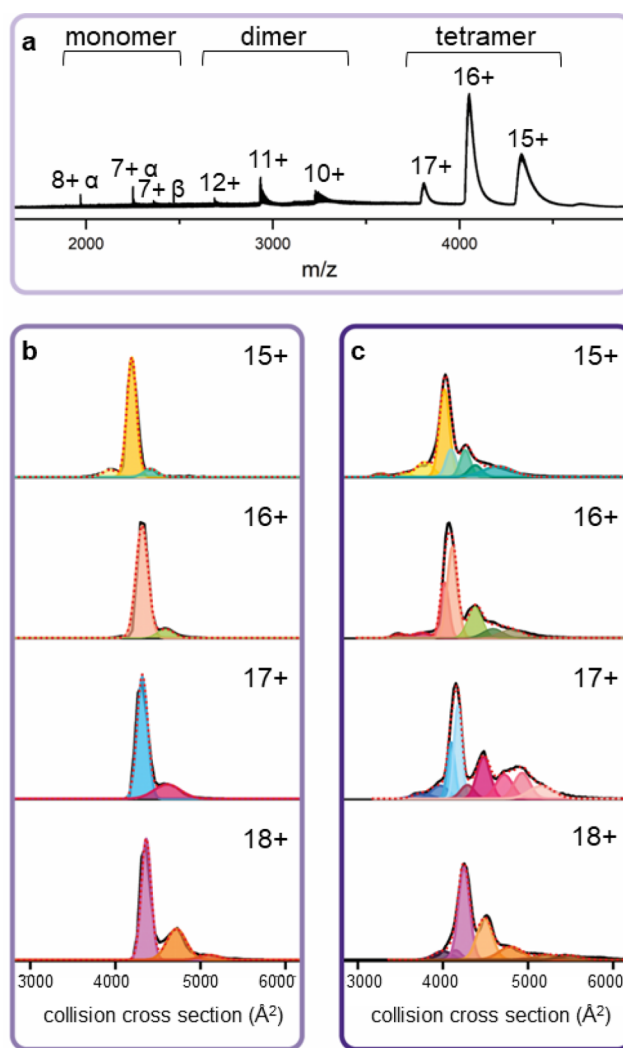 a
monomer dimer tetramer
8+ α 7+ α 7+ β 12+ 11+ 10+ 17+ 16+ 15+
2000 3000 4000
m/z
b 15+
16+
17+
18+
3000 4000 5000 6000
collision cross section (Å²)
c 15+
16+
17+
18+
3000 4000 5000 6000
collision cross section (Å²)